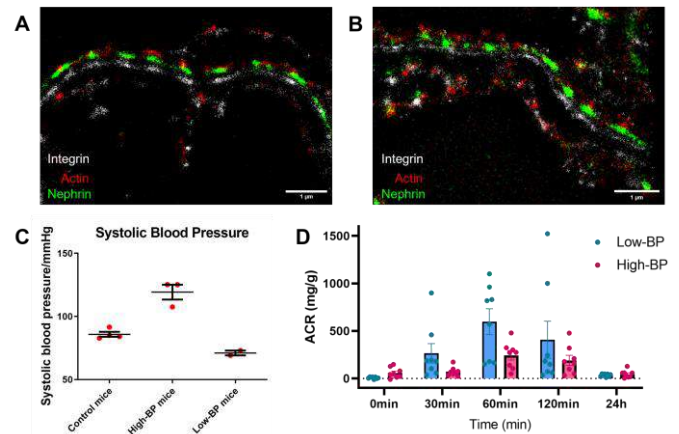 A
Integrin
Actin
Nephrin
1 µm
B
Integrin
Actin
Nephrin
1 µm
C
Systolic Blood Pressure
Systolic blood pressure/mmHg
150
100
50
Control mice
High-BP mice
Low-BP mice
D
Low-BP
High-BP
ACR (mg/g)
1500
1000
500
0
0min
30min
60min
120min
24h
Time (min)